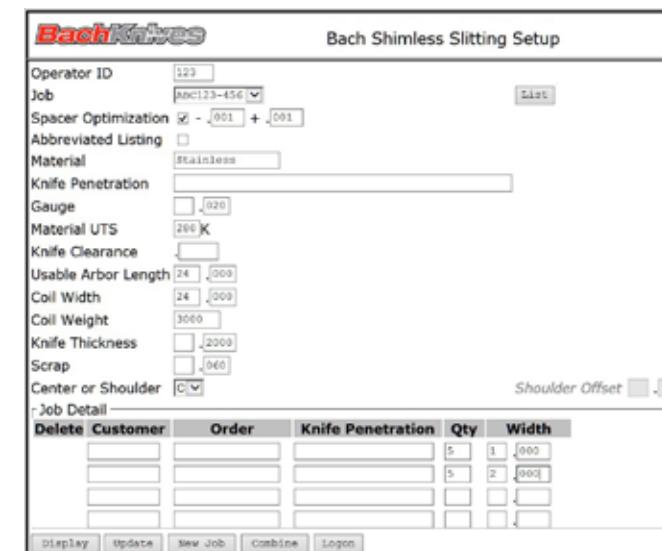 BachKnives
Bach Shimless Slitting Setup
Operator ID 123
Job ABC123-456 List
Spacer Optimization - .001 + .001
Abbreviated Listing
Material Stainless
Knife Penetration
Gauge .020
Material UTS 200 K
Knife Clearance .
Usable Arbor Length 24 .000
Coil Width 24 .000
Coil Weight 3000
Knife Thickness .2000
Scrap .060
Center or Shoulder C Shoulder Offset .
Job Detail
Delete Customer Order Knife Penetration Qty Width
5 1 .000
5 2 .000
.
.
Display Update New Job Combine Logon